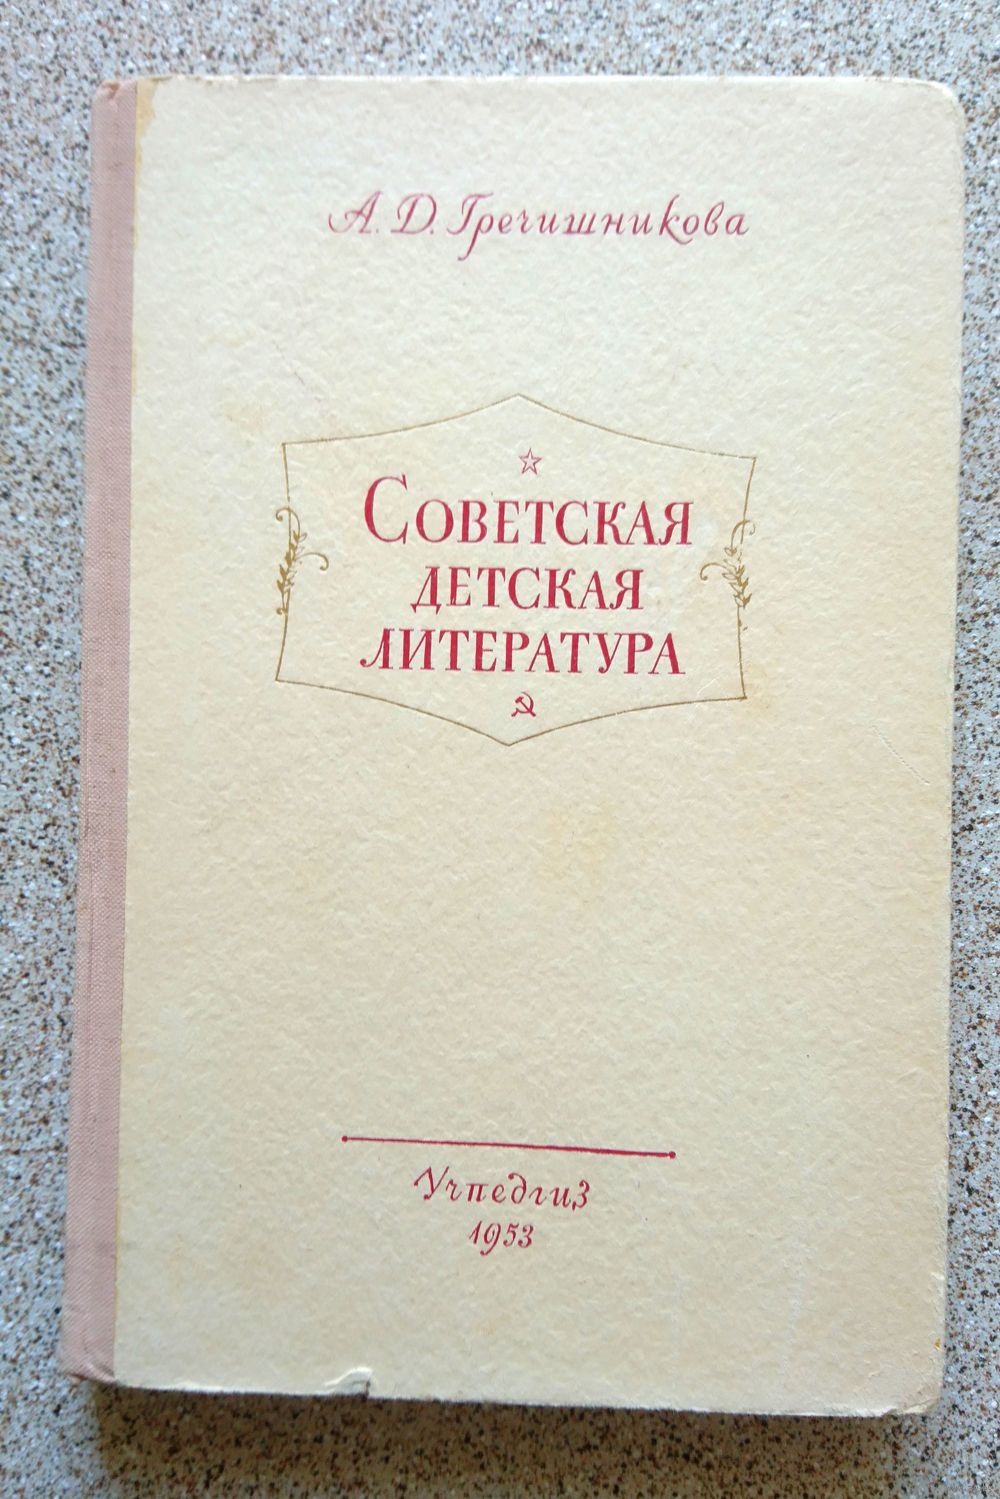 А. Д. Гречишникова
СОВЕТСКАЯ
ДЕТСКАЯ
ЛИТЕРАТУРА
Учпедгиз
1953